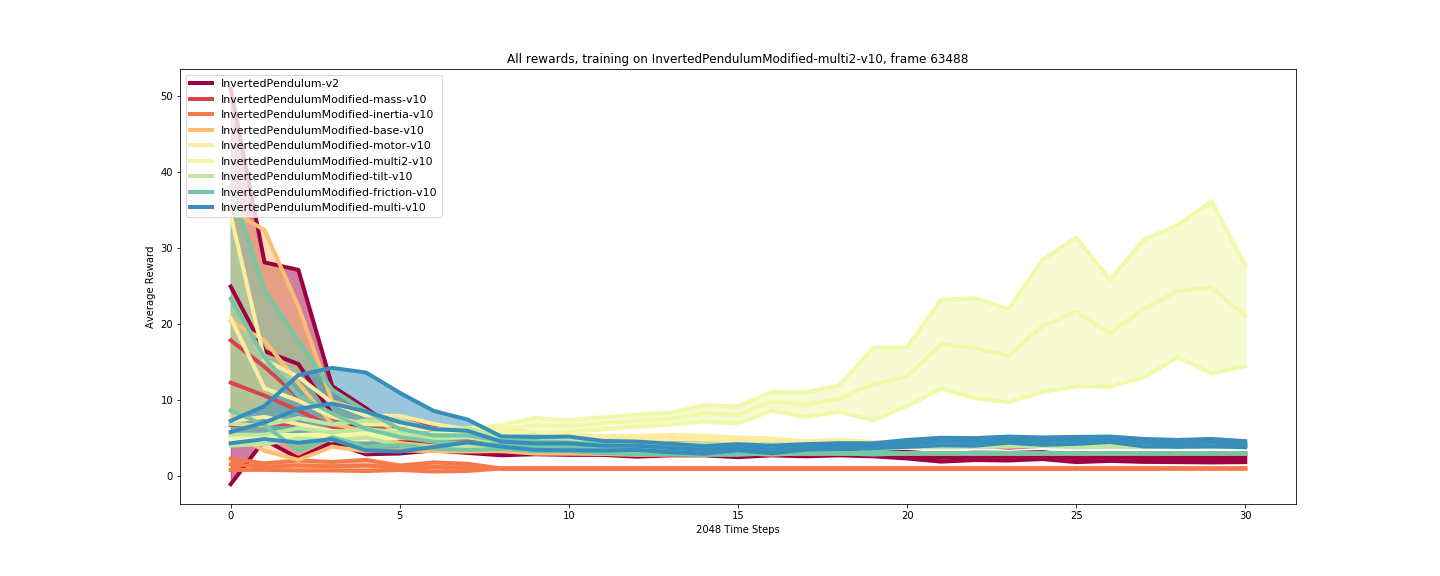 All rewards, training on InvertedPendulumModified-multi2-v10, frame 63488
InvertedPendulum-v2
InvertedPendulumModified-mass-v10
InvertedPendulumModified-inertia-v10
InvertedPendulumModified-base-v10
InvertedPendulumModified-motor-v10
InvertedPendulumModified-multi2-v10
InvertedPendulumModified-tilt-v10
InvertedPendulumModified-friction-v10
InvertedPendulumModified-multi-v10
Average Reward
50
40
30
20
10
0
0 5 10 15 20 25 30
2048 Time Steps